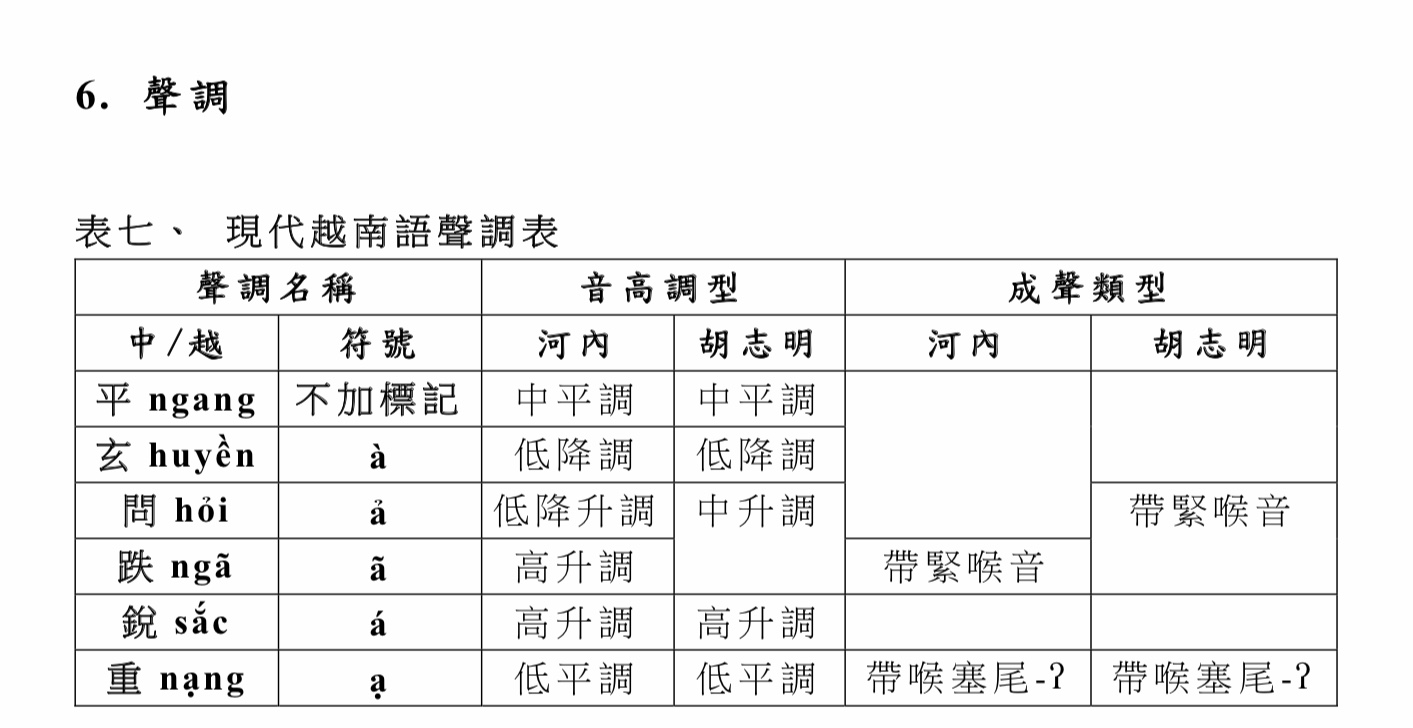 6. 聲調
表七、 現代越南語聲調表
聲調名稱 音高調型 成聲類型
中/越 符號 河內 胡志明 河內 胡志明
平 ngang 不加標記 中平調 中平調
玄 huyền à 低降調 低降調
問 hỏi ả 低降升調 中升調 帶緊喉音
跌 ngã ã 高升調 帶緊喉音
銳 sắc á 高升調 高升調
重 nạng ạ 低平調 低平調 帶喉塞尾-ʔ 帶喉塞尾-ʔ